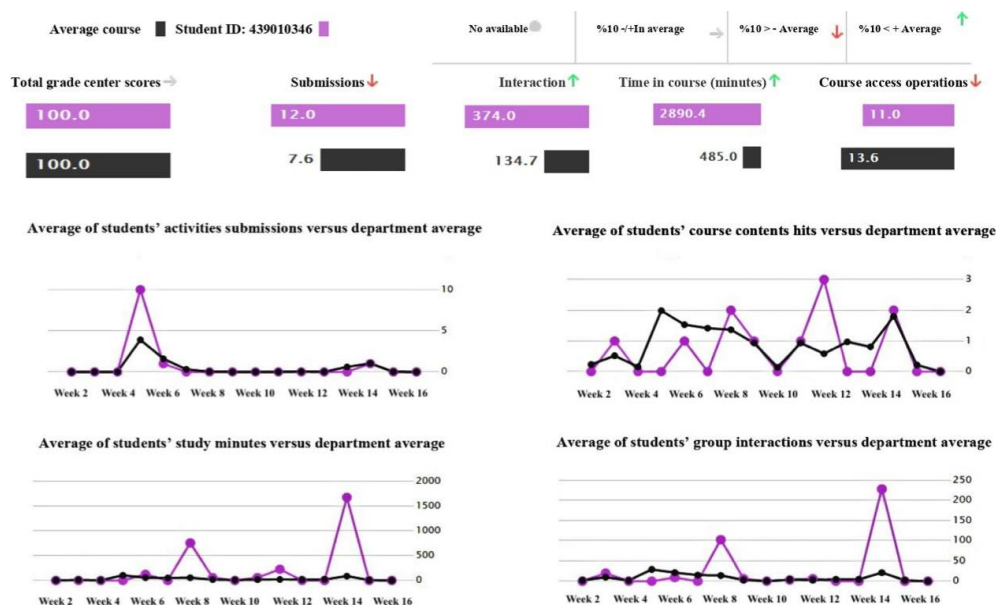 Average course Student ID: 439010346
No available %10 -/+In average %10 > - Average %10 < + Average
Total grade center scores Submissions Interaction Time in course (minutes) Course access operations
100.0 12.0 374.0 2890.4 11.0
100.0 7.6 134.7 485.0 13.6
Average of students’ activities submissions versus department average
10
5
0
Week 2 Week 4 Week 6 Week 8 Week 10 Week 12 Week 14 Week 16
Average of students’ course contents hits versus department average
3
2
1
0
Week 2 Week 4 Week 6 Week 8 Week 10 Week 12 Week 14 Week 16
Average of students’ study minutes versus department average
2000
1500
1000
500
0
Week 2 Week 4 Week 6 Week 8 Week 10 Week 12 Week 14 Week 16
Average of students’ group interactions versus department average
250
200
150
100
50
0
Week 2 Week 4 Week 6 Week 8 Week 10 Week 12 Week 14 Week 16